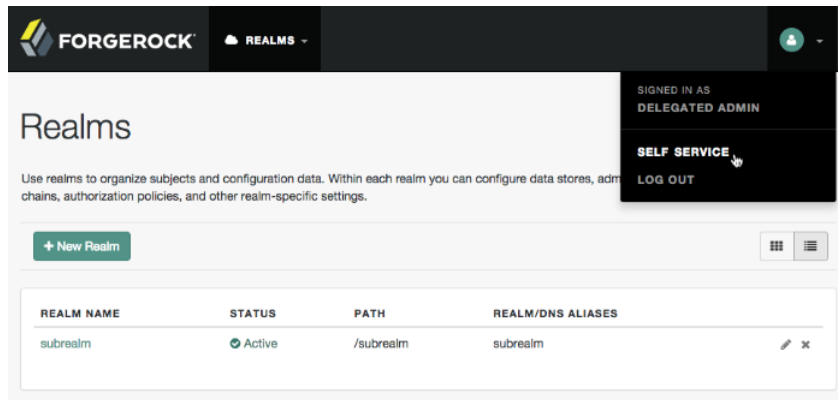 FORGEROCK
REALMS
SIGNED IN AS
DELEGATED ADMIN
SELF SERVICE
LOG OUT
Realms
Use realms to organize subjects and configuration data. Within each realm you can configure data stores, adm
chains, authorization policies, and other realm-specific settings.
+ New Realm
REALM NAME STATUS PATH REALM/DNS ALIASES
subrealm Active /subrealm subrealm